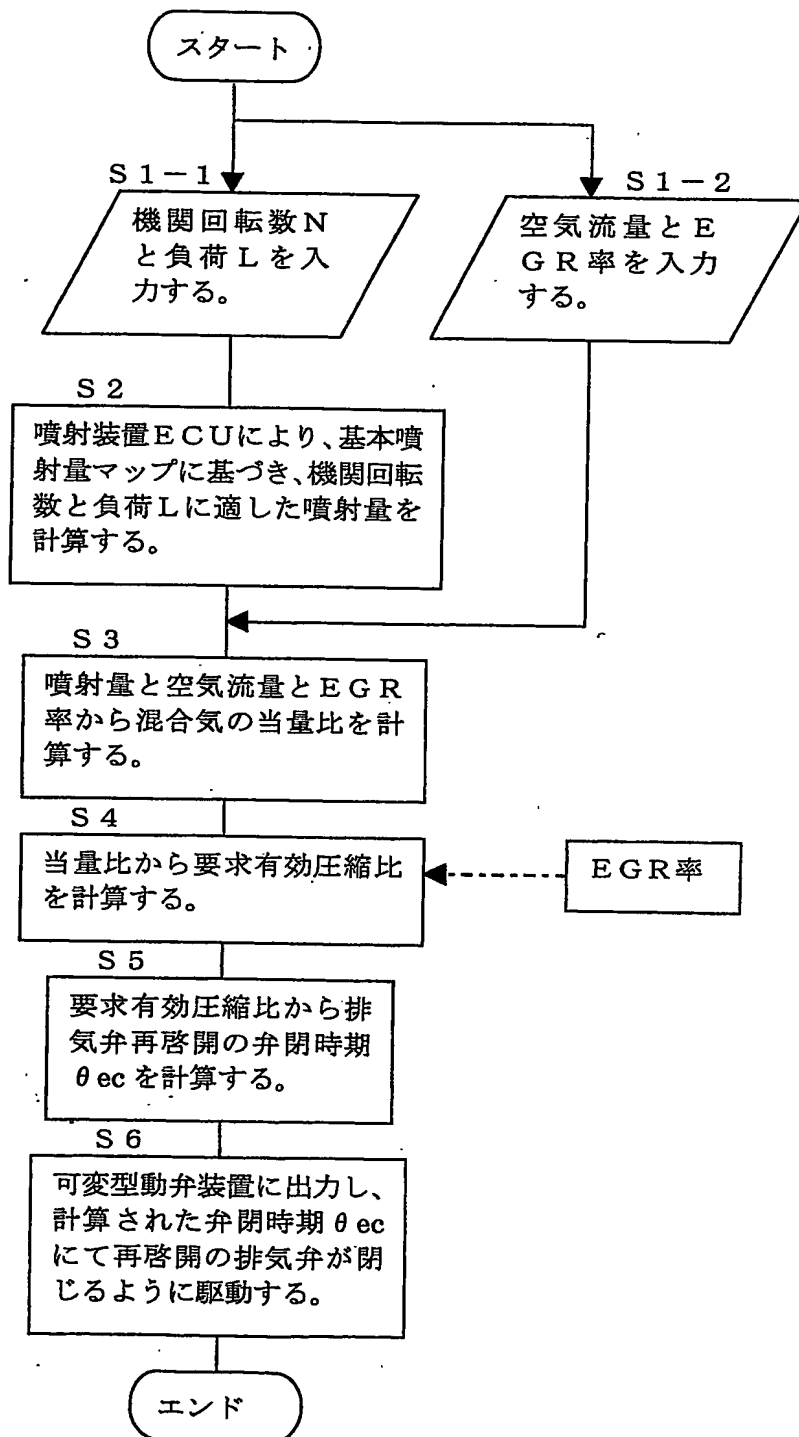 スタート
S1-1
機関回転数N
と負荷Lを入
力する。
S1-2
空気流量とE
GR率を入力
する。
S2
噴射装置ECUにより、基本噴
射量マップに基づき、機関回転
数と負荷Lに適した噴射量を
計算する。
S3
噴射量と空気流量とEGR
率から混合気の当量比を計
算する。
S4
当量比から要求有効圧縮比
を計算する。
EGR率
S5
要求有効圧縮比から排
気弁再啓開の弁閉時期
θecを計算する。
S6
可変型動弁装置に出力し、
計算された弁閉時期θec
にて再啓開の排気弁が閉
じるように駆動する。
エンド